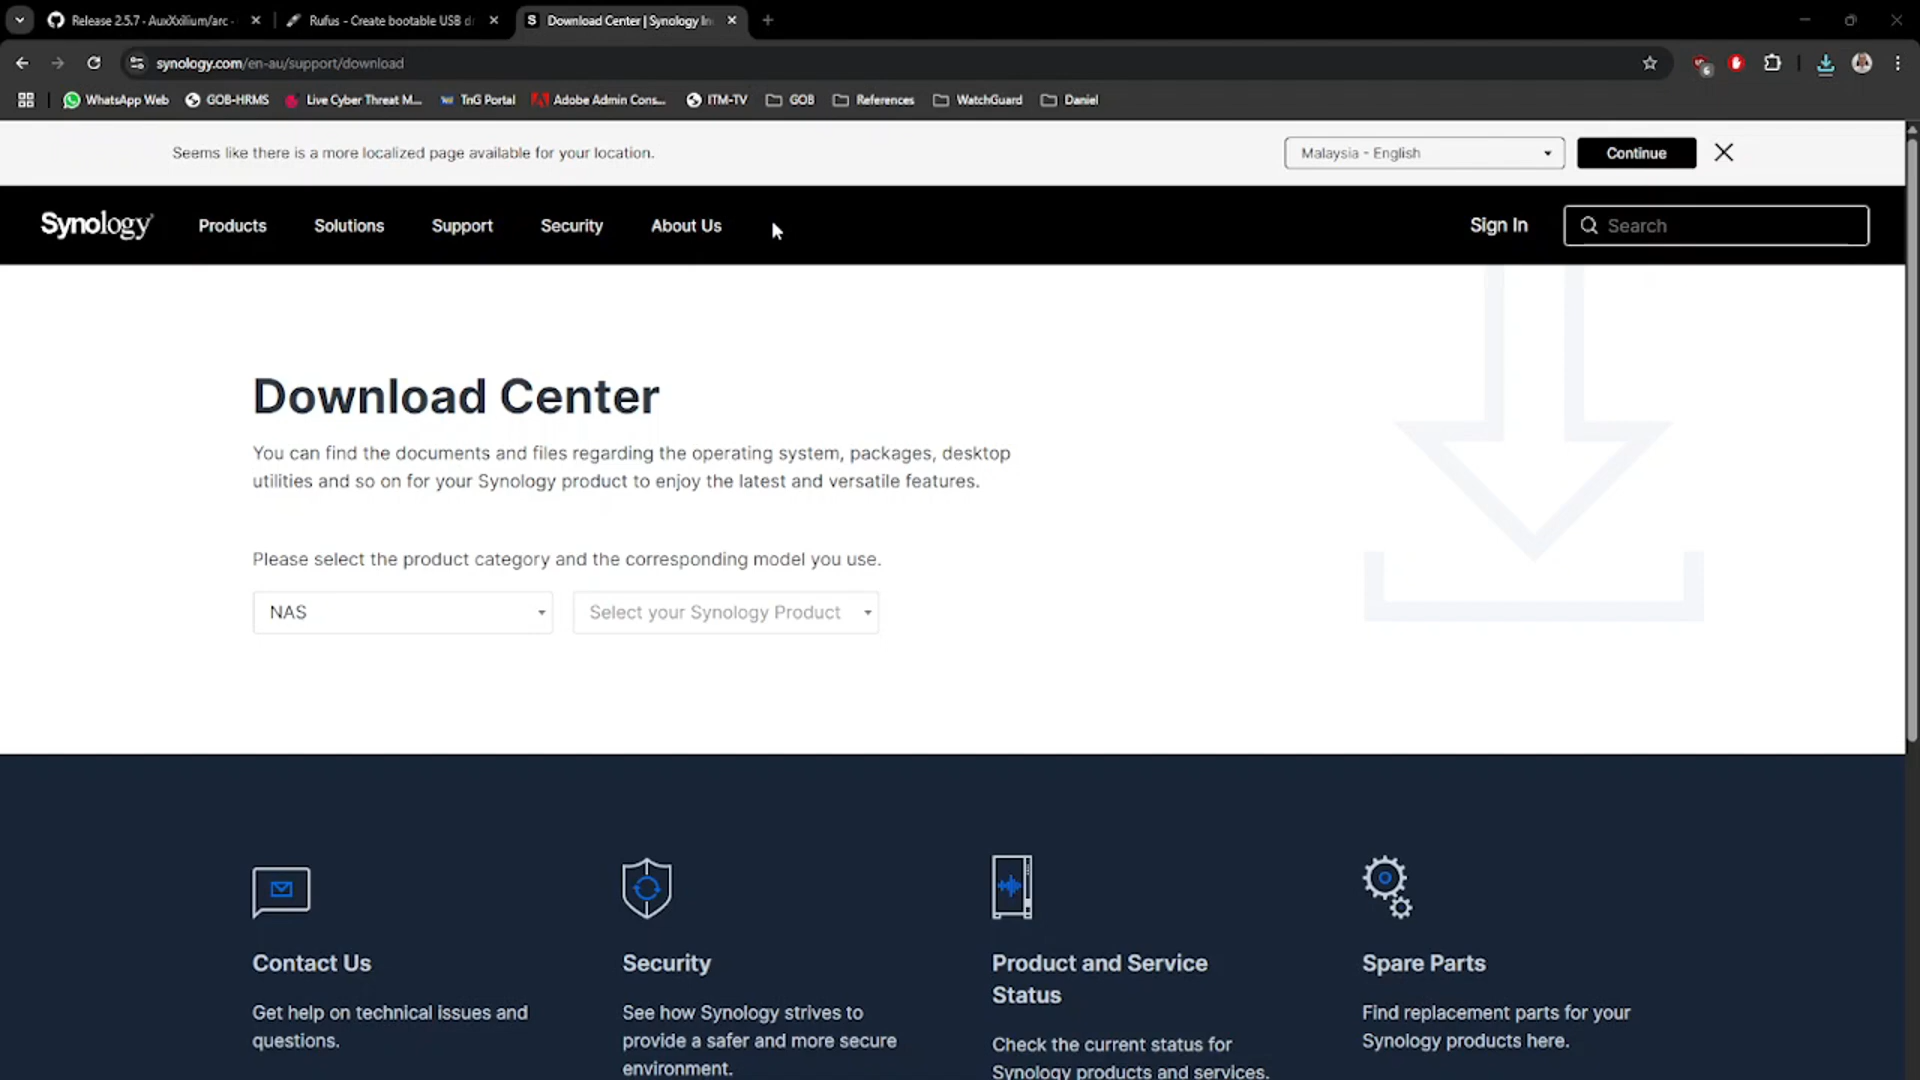 Release 2.5.7 · AuxXxilium/arc ·
Rufus - Create bootable USB d
Download Center | Synology In
synology.com/en-au/support/download
6
WhatsApp Web
GOB-HRMS
Live Cyber Threat M...
TnG Portal
Adobe Admin Cons...
ITM-TV
GOB
References
WatchGuard
Daniel
Seems like there is a more localized page available for your location.
Malaysia - English
Continue
Synology
Products
Solutions
Support
Security
About Us
Sign In
Search
Download Center
You can find the documents and files regarding the operating system, packages, desktop
utilities and so on for your Synology product to enjoy the latest and versatile features.
Please select the product category and the corresponding model you use.
NAS
Select your Synology Product
Contact Us
Get help on technical issues and
questions.
Security
See how Synology strives to
provide a safer and more secure
environment.
Product and Service
Status
Check the current status for
Synology products and services.
Spare Parts
Find replacement parts for your
Synology products here.